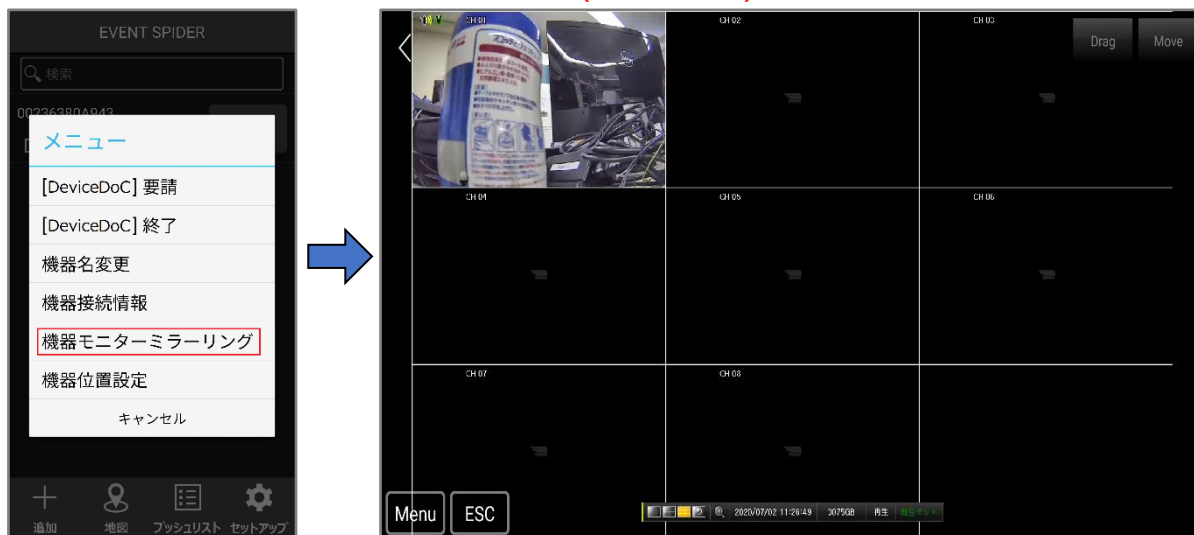 EVENT SPIDER
検索
00236380A943
メニュー
[DeviceDoC] 要請
[DeviceDoC] 終了
機器名変更
機器接続情報
機器モニターミラーリング
機器位置設定
キャンセル
追加 地図 プッシュリスト セットアップ
CH 01 CH 02 CH 03
Drag Move
CH 04 CH 05 CH 06
CH 07 CH 08
Menu ESC
2020/07/02 11:26:49 3075GB 再生